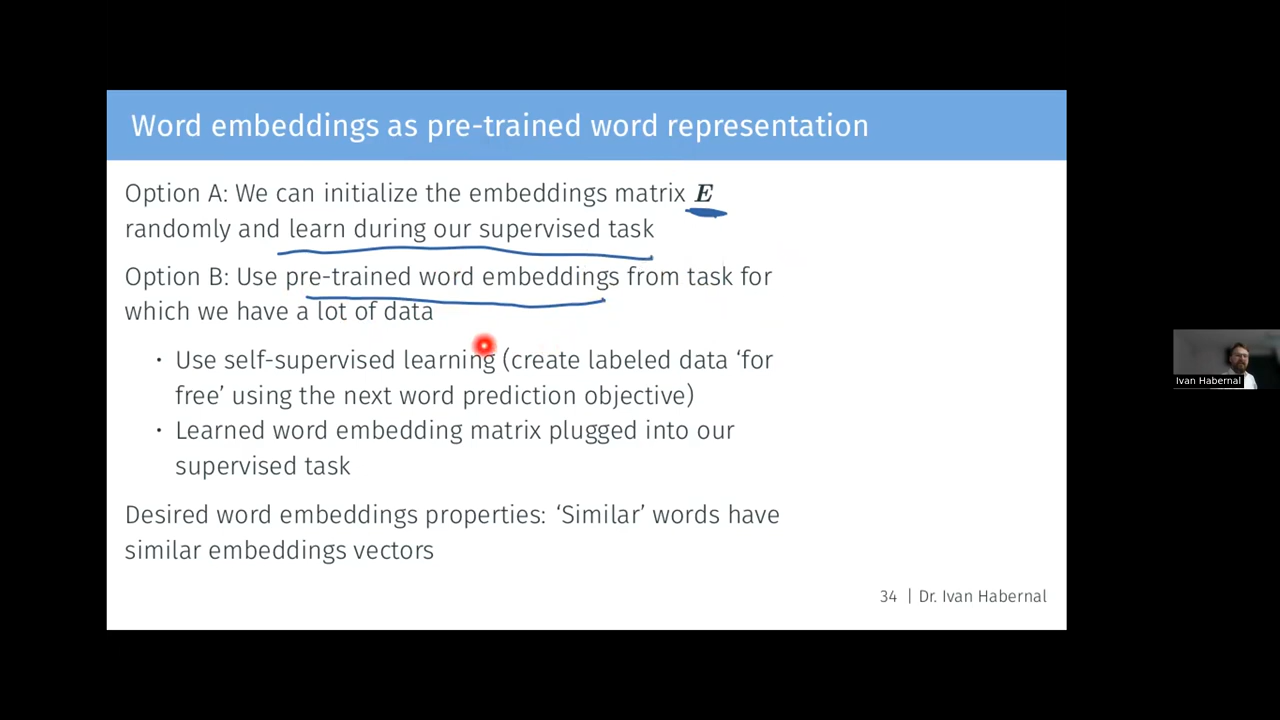 Word embeddings as pre-trained word representation
Option A: We can initialize the embeddings matrix E
randomly and learn during our supervised task
Option B: Use pre-trained word embeddings from task for
which we have a lot of data
• Use self-supervised learning (create labeled data ‘for
free’ using the next word prediction objective)
• Learned word embedding matrix plugged into our
supervised task
Desired word embeddings properties: ‘Similar’ words have
similar embeddings vectors
34 | Dr. Ivan Habernal
Ivan Habernal